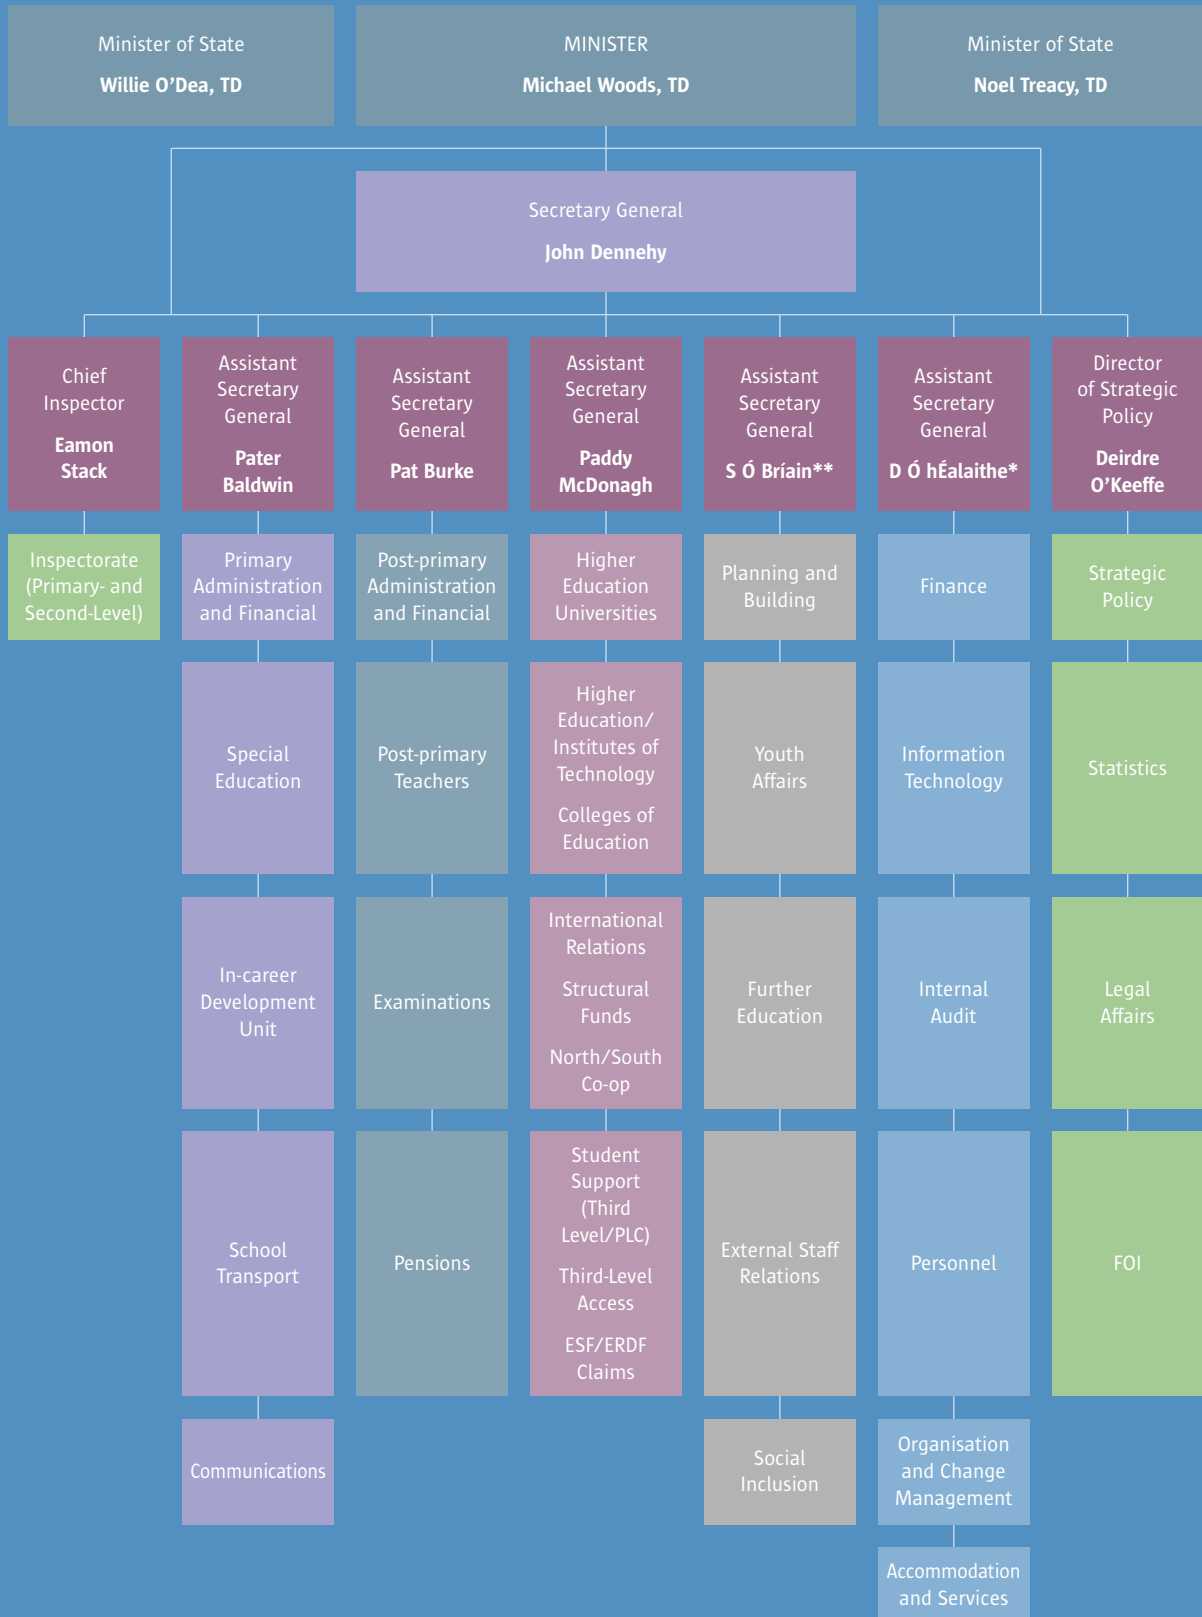 Minister of State
Willie O'Dea, TD
MINISTER
Michael Woods, TD
Minister of State
Noel Treacy, TD
Secretary General
John Dennehy
Chief
Inspector
Eamon
Stack
Assistant
Secretary
General
Pater
Baldwin
Assistant
Secretary
General
Pat Burke
Assistant
Secretary
General
Paddy
McDonagh
Assistant
Secretary
General
S Ó Bríain**
Assistant
Secretary
General
D Ó hÉalaithe*
Director
of Strategic
Policy
Deirdre
O'Keeffe
Inspectorate
(Primary- and
Second-Level)
Primary
Administration
and Financial
Post-primary
Administration
and Financial
Higher
Education
Universities
Planning and
Building
Finance
Strategic
Policy
Special
Education
Post-primary
Teachers
Higher
Education/
Institutes of
Technology
Colleges of
Education
Youth
Affairs
Information
Technology
Statistics
In-career
Development
Unit
Examinations
International
Relations
Structural
Funds
North/South
Co-op
Further
Education
Internal
Audit
Legal
Affairs
School
Transport
Pensions
Student
Support
(Third
Level/PLC)
Third-Level
Access
ESF/ERDF
Claims
External Staff
Relations
Personnel
FOI
Communications
Social
Inclusion
Organisation
and Change
Management
Accommodation
and Services